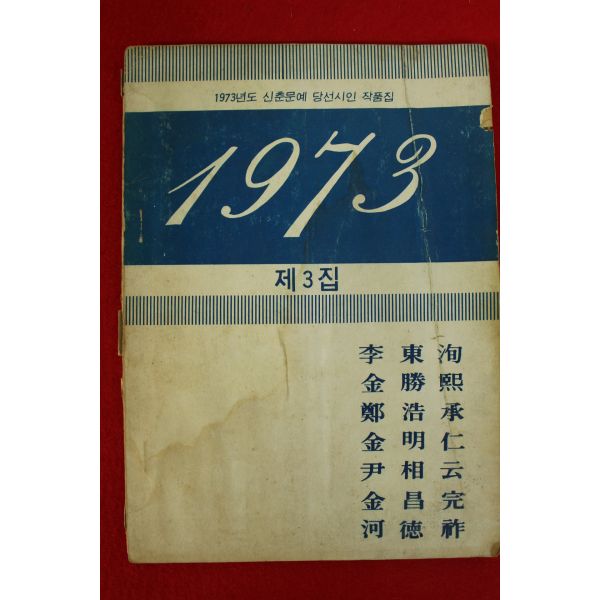 1973년도 신춘문예 당선시인 작품집
1973
제3집
李東洵
金勝熙
鄭浩承
金明仁
尹相云
金昌完
河德祚